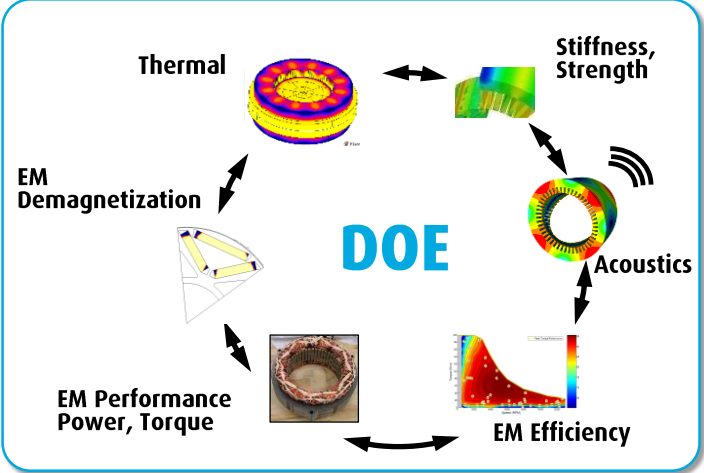 Thermal
Stiffness,
Strength
EM
Demagnetization
DOE
Acoustics
EM Performance
Power, Torque
EM Efficiency